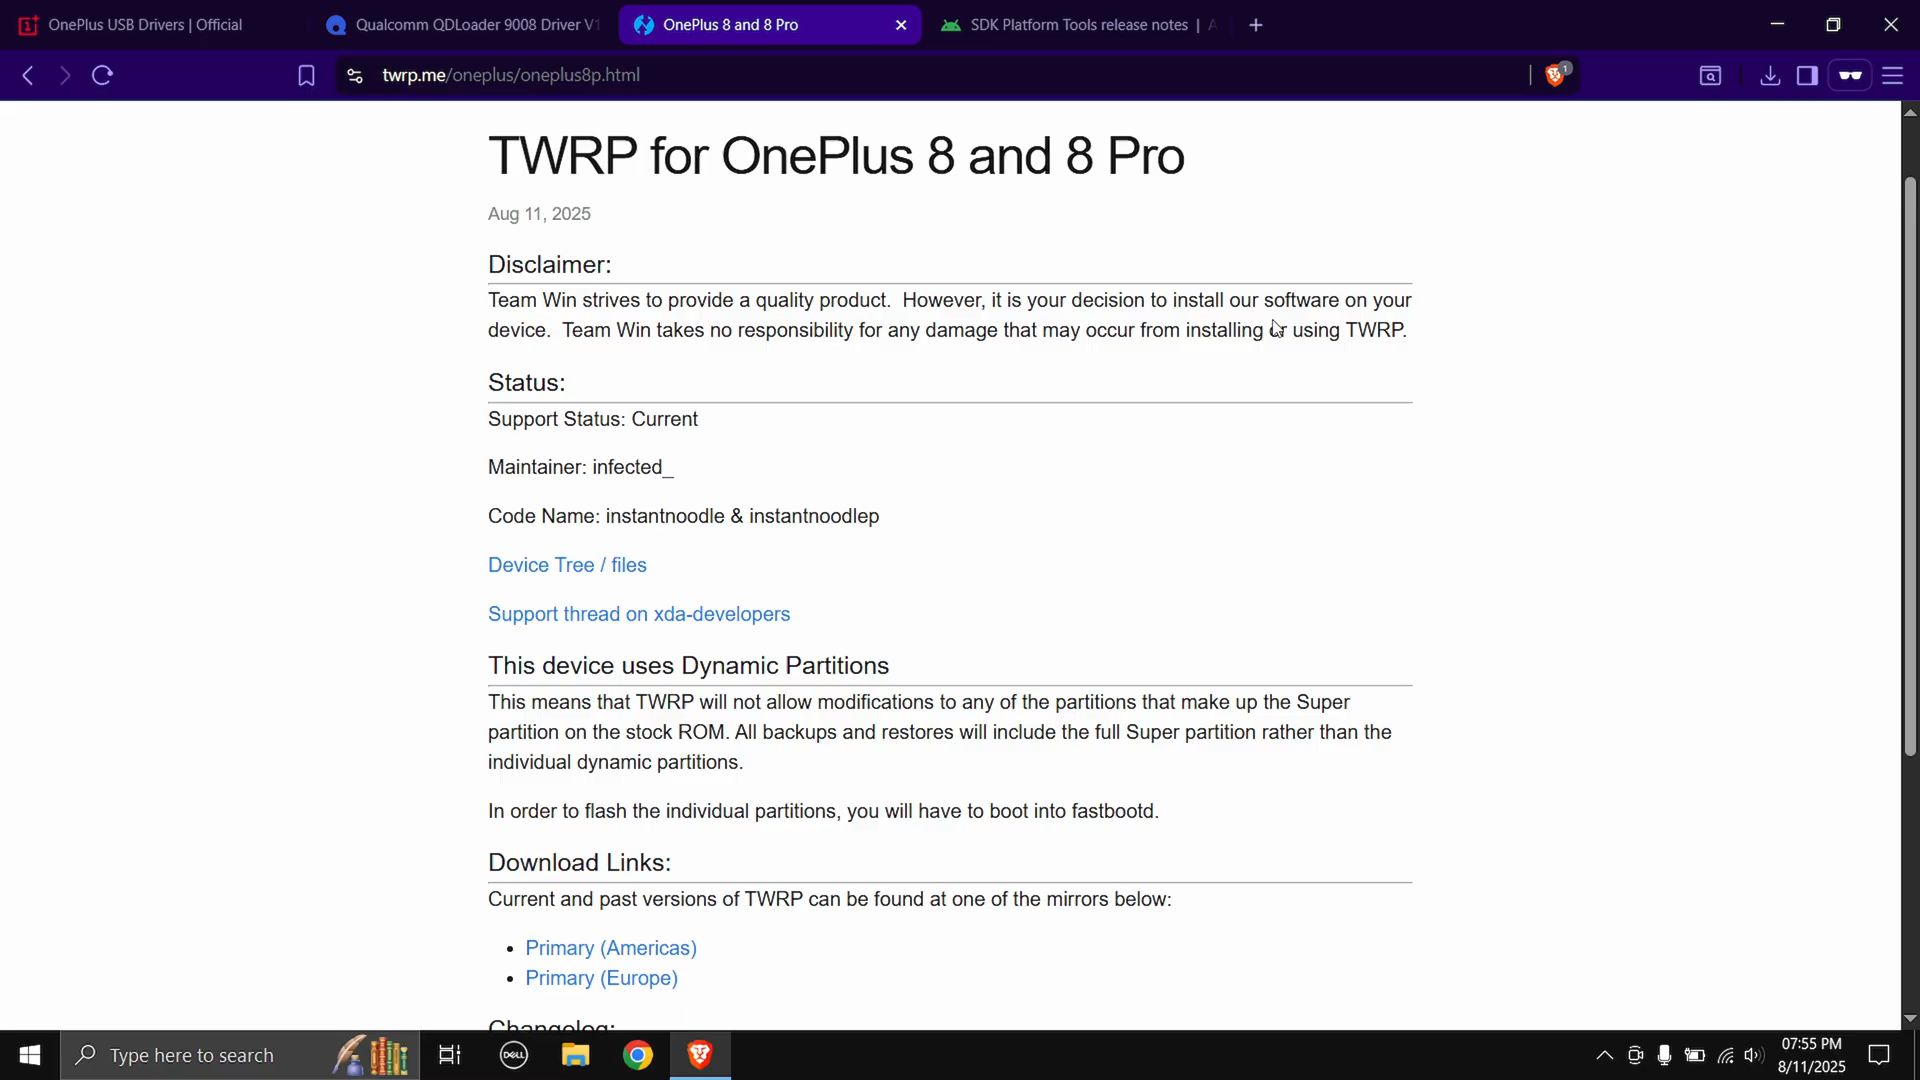 OnePlus USB Drivers | Official
Qualcomm QDLoader 9008 Driver V1
OnePlus 8 and 8 Pro
SDK Platform Tools release notes | A
twrp.me/oneplus/oneplus8p.html
1
TWRP for OnePlus 8 and 8 Pro
Aug 11, 2025
Disclaimer:
Team Win strives to provide a quality product. However, it is your decision to install our software on your
device. Team Win takes no responsibility for any damage that may occur from installing or using TWRP.
Status:
Support Status: Current
Maintainer: infected_
Code Name: instantnoodle & instantnoodlep
Device Tree / files
Support thread on xda-developers
This device uses Dynamic Partitions
This means that TWRP will not allow modifications to any of the partitions that make up the Super
partition on the stock ROM. All backups and restores will include the full Super partition rather than the
individual dynamic partitions.
In order to flash the individual partitions, you will have to boot into fastbootd.
Download Links:
Current and past versions of TWRP can be found at one of the mirrors below:
• Primary (Americas)
• Primary (Europe)
Changelog:
Type here to search
DELL
07:55 PM
8/11/2025